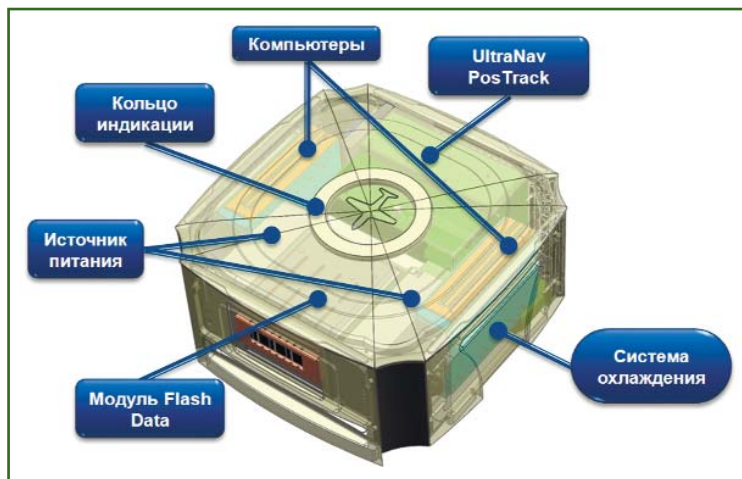 Компьютеры
UltraNav
PosTrack
Кольцо
индикации
Источник
питания
Система
охлаждения
Модуль Flash
Data